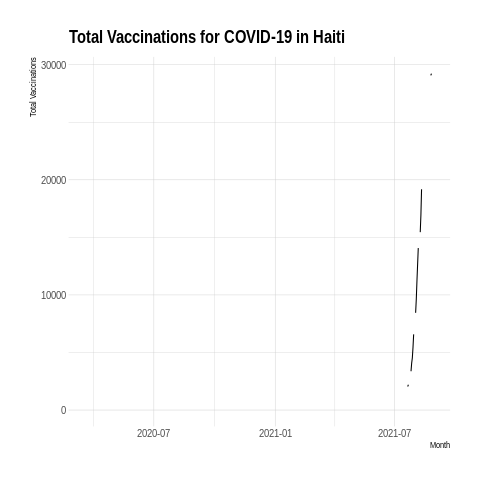 Total Vaccinations for COVID-19 in Haiti
Total Vaccinations
30000
20000
10000
0
2020-07
2021-01
2021-07
Month